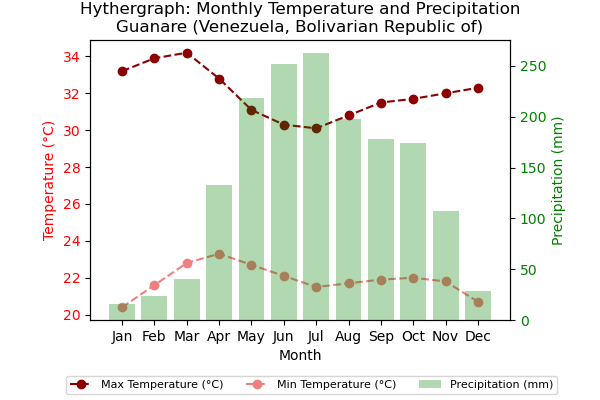 Hythergraph: Monthly Temperature and Precipitation
Guanare (Venezuela, Bolivarian Republic of)
Temperature (°C)
34
32
30
28
26
24
22
20
250
200
150
100
50
0
Precipitation (mm)
Jan Feb Mar Apr May Jun Jul Aug Sep Oct Nov Dec
Month
Max Temperature (°C) Min Temperature (°C) Precipitation (mm)